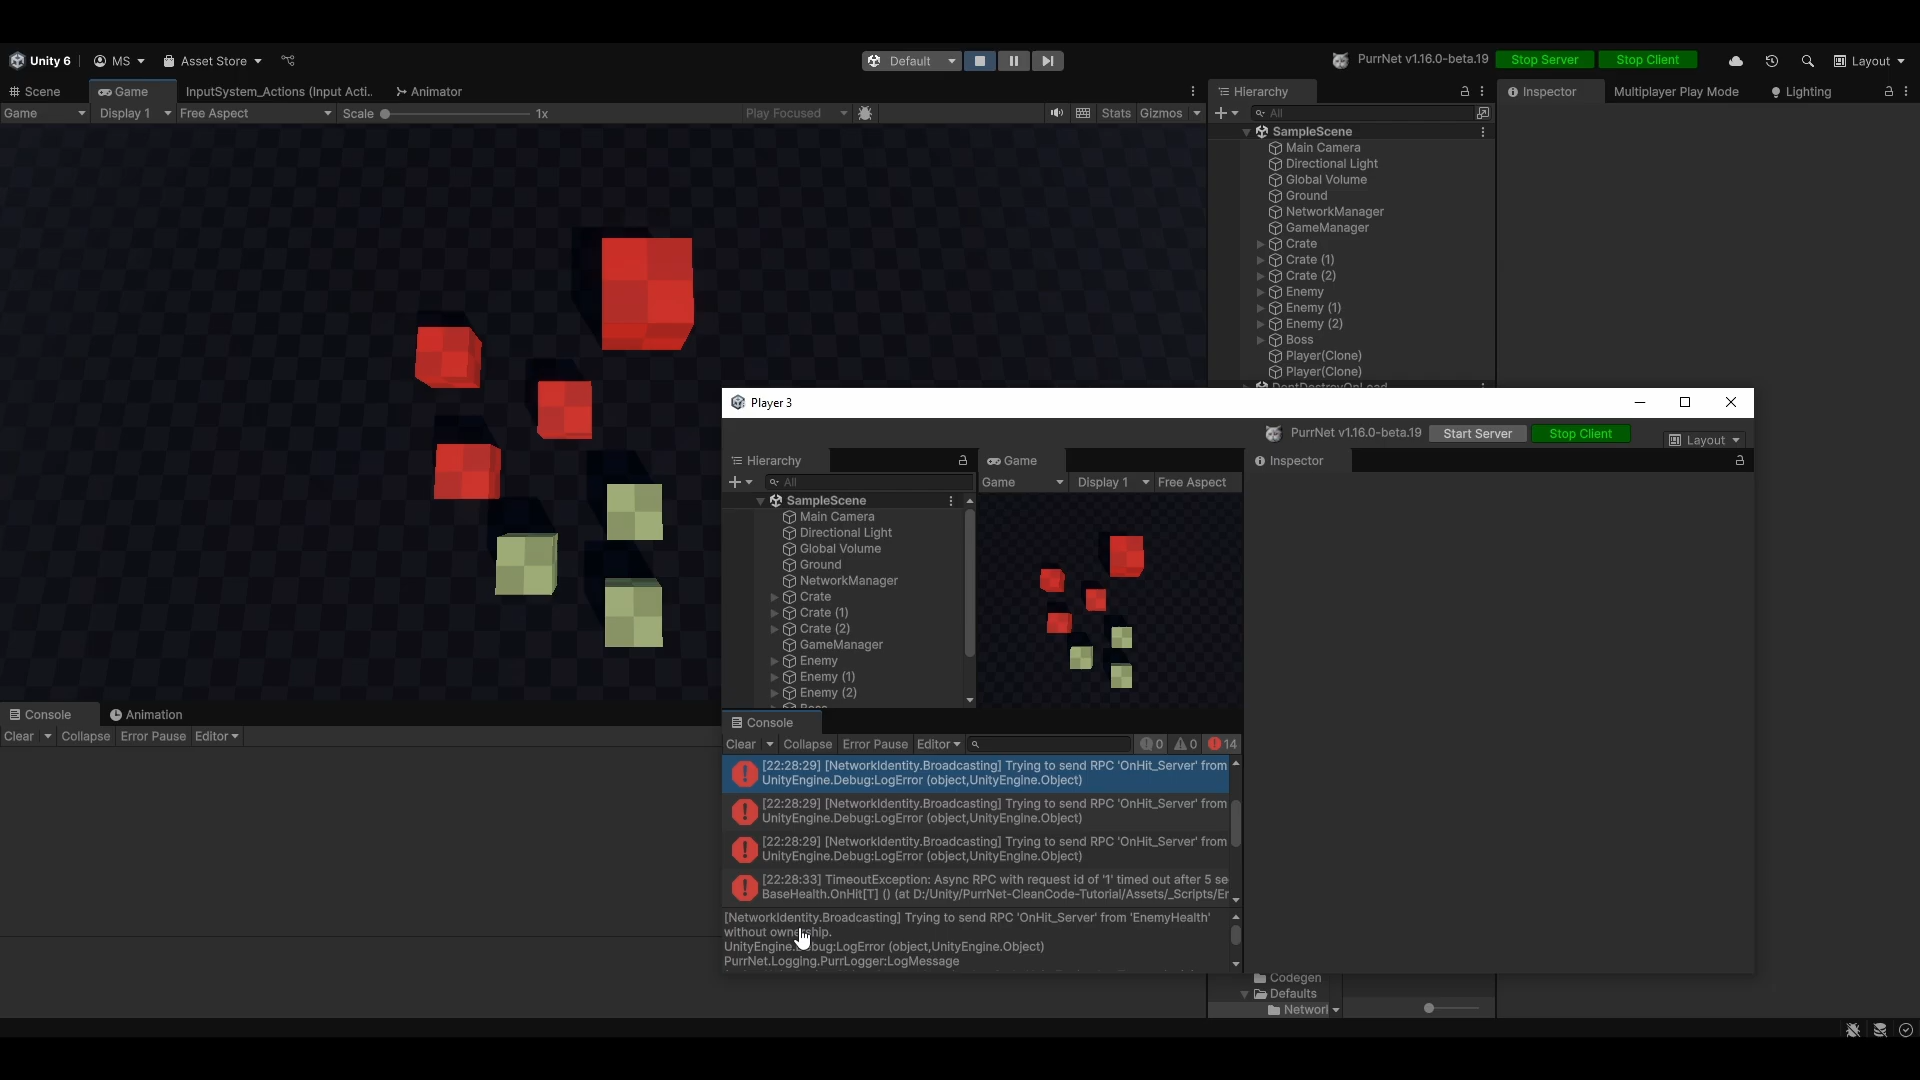 Unity 6
MS
Asset Store
Default
PurrNet v1.16.0-beta.19
Stop Server
Stop Client
Layout
Scene
Game
InputSystem_Actions (Input Acti..
Animator
Hierarchy
Inspector
Multiplayer Play Mode
Lighting
Game
Display 1
Free Aspect
Scale
1x
Play Focused
Stats
Gizmos
All
SampleScene
Main Camera
Directional Light
Global Volume
Ground
NetworkManager
GameManager
Crate
Crate (1)
Crate (2)
Enemy
Enemy (1)
Enemy (2)
Boss
Player(Clone)
Player(Clone)
DontDestroyOnLoad
Player 3
PurrNet v1.16.0-beta.19
Start Server
Stop Client
Layout
Hierarchy
Game
Inspector
All
Game
Display 1
Free Aspect
SampleScene
Main Camera
Directional Light
Global Volume
Ground
NetworkManager
Crate
Crate (1)
Crate (2)
GameManager
Enemy
Enemy (1)
Enemy (2)
Boss
Console
Animation
Clear
Collapse
Error Pause
Editor
Console
Clear
Collapse
Error Pause
Editor
0
0
14
[22:28:29] [NetworkIdentity.Broadcasting] Trying to send RPC 'OnHit_Server' from
UnityEngine.Debug:LogError (object,UnityEngine.Object)
[22:28:29] [NetworkIdentity.Broadcasting] Trying to send RPC 'OnHit_Server' from
UnityEngine.Debug:LogError (object,UnityEngine.Object)
[22:28:29] [NetworkIdentity.Broadcasting] Trying to send RPC 'OnHit_Server' from
UnityEngine.Debug:LogError (object,UnityEngine.Object)
[22:28:33] TimeoutException: Async RPC with request id of '1' timed out after 5 se
BaseHealth.OnHit[T] () (at D:/Unity/PurrNet-CleanCode-Tutorial/Assets/_Scripts/Er
[NetworkIdentity.Broadcasting] Trying to send RPC 'OnHit_Server' from 'EnemyHealth'
without ownership.
UnityEngine.Debug:LogError (object,UnityEngine.Object)
PurrNet.Logging.PurrLogger:LogMessage
Codegen
Defaults
Networl